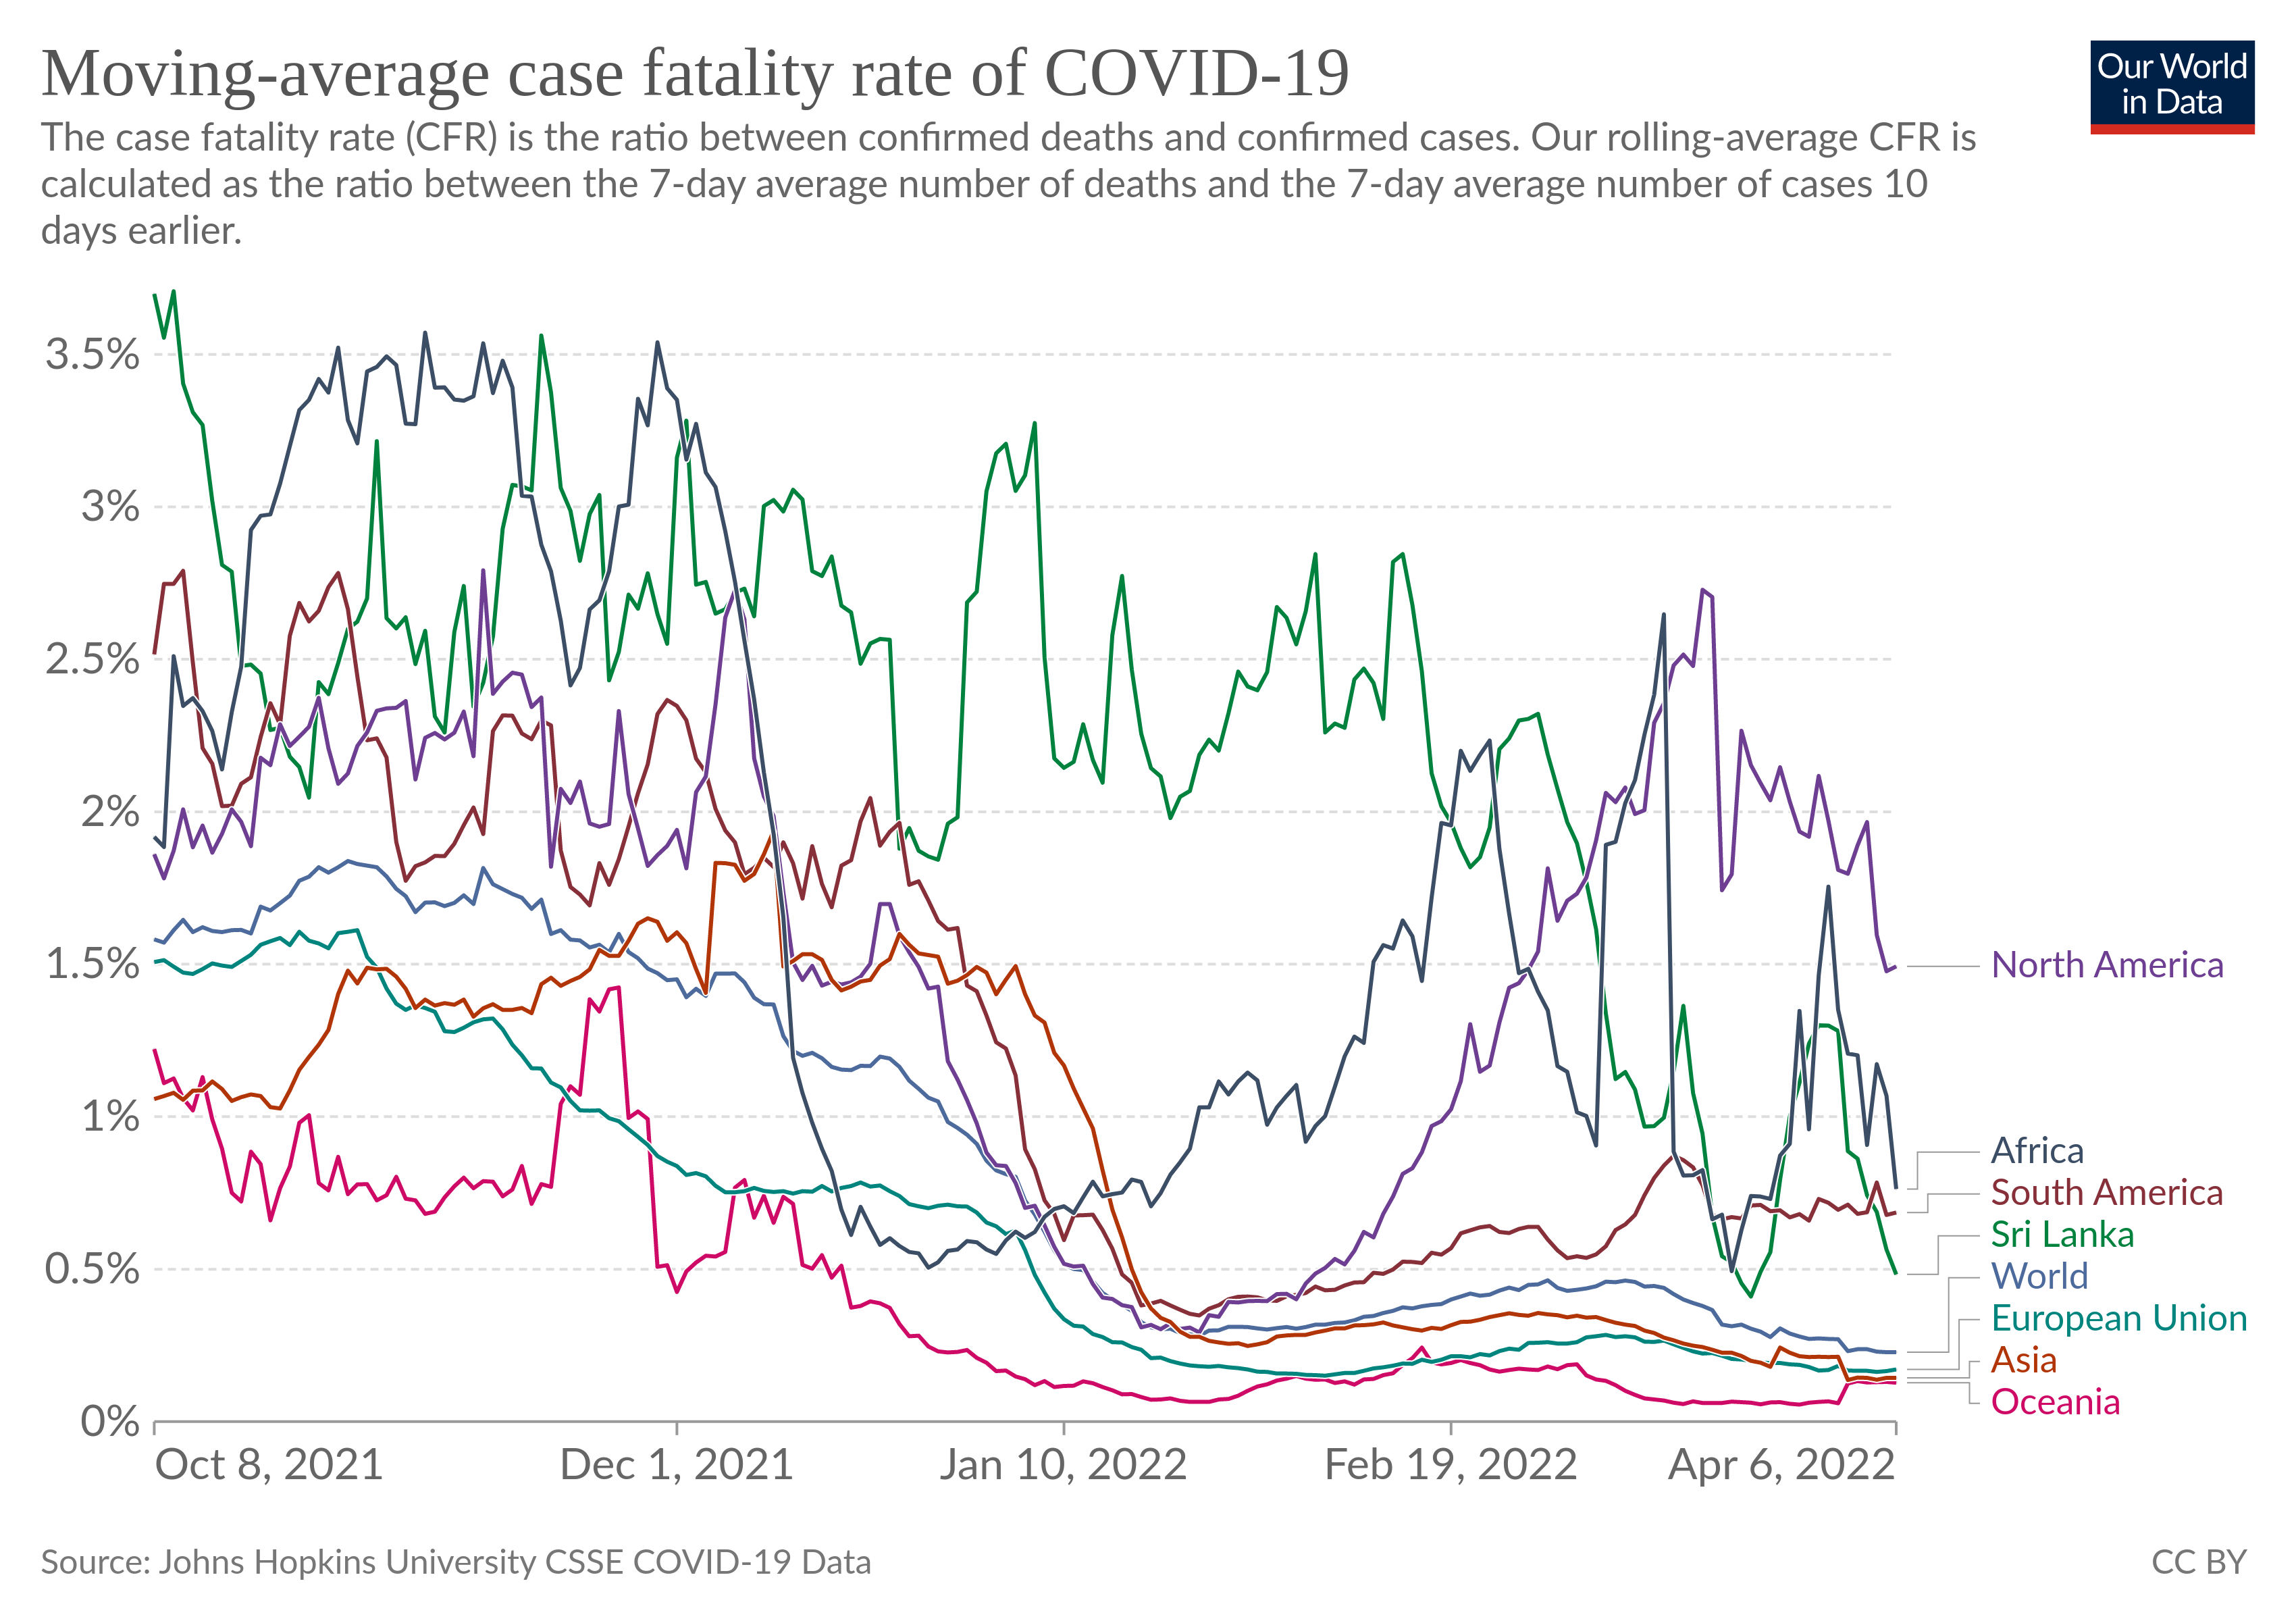 Moving-average case fatality rate of COVID-19
Our World
in Data
The case fatality rate (CFR) is the ratio between confirmed deaths and confirmed cases. Our rolling-average CFR is
calculated as the ratio between the 7-day average number of deaths and the 7-day average number of cases 10
days earlier.
3.5%
3%
2.5%
2%
1.5%
1%
0.5%
0%
North America
Africa
South America
Sri Lanka
World
European Union
Asia
Oceania
Oct 8, 2021
Dec 1, 2021
Jan 10, 2022
Feb 19, 2022
Apr 6, 2022
Source: Johns Hopkins University CSSE COVID-19 Data
CC BY